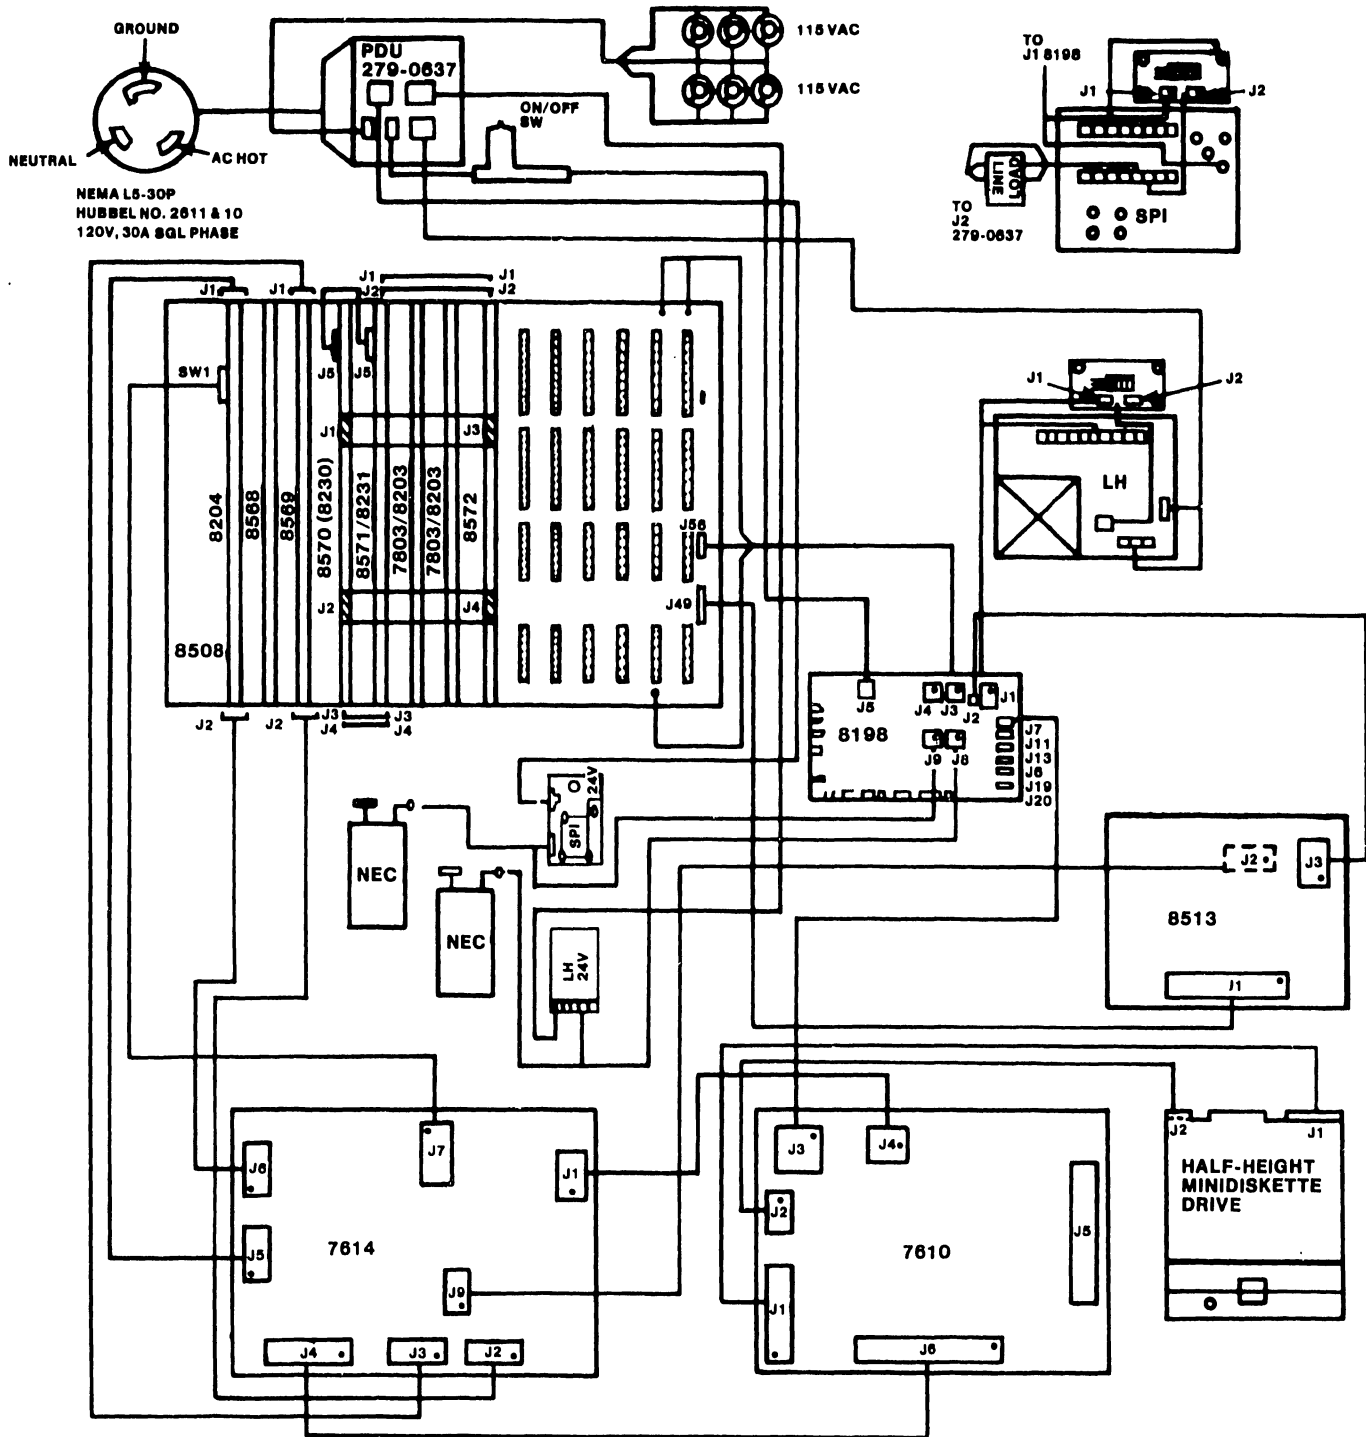 GROUND
NEUTRAL
AC HOT
NEMA L5-30P
HUBBEL NO. 2611 & 10
120V, 30A SGL PHASE
PDU
279-0637
ON/OFF
SW
115 VAC
115 VAC
TO
J1 8198
J1
J2
LINE
LOAD
TO
J2
279-0637
SPI
J1
J2
LH
J1
J1
J1
J2
J1
J2
SW1
J5
J5
J1
J3
8204
8568
8569
8570 (8230)
8571/8231
7803/8203
7803/8203
8572
J56
J2
J4
J49
8508
J2
J2
J3
J4
J3
J4
J5
J4
J3
J2
J1
8198
J9
J8
J7
J11
J13
J6
J19
J20
24V
SPI
NEC
NEC
LH
24V
J2
J3
8513
J1
J7
J6
J1
J5
7614
J9
J4
J3
J2
J3
J4
J2
J5
7610
J1
J6
J2
J1
HALF-HEIGHT
MINIDISKETTE
DRIVE